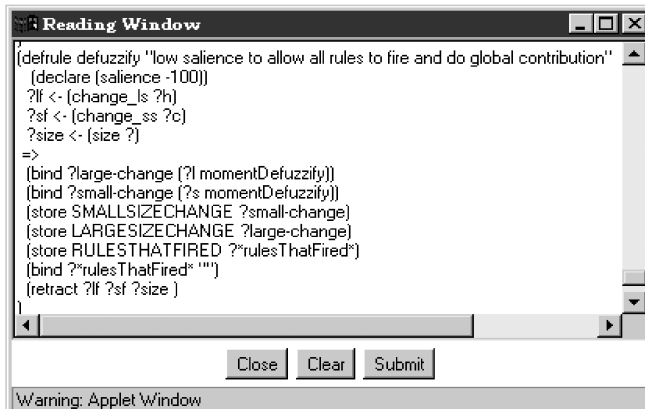 Reading Window
(defrule defuzzify "low salience to allow all rules to fire and do global contribution"
(declare (salience -100))
?lf <- (change_ls ?h)
?sf <- (change_ss ?c)
?size <- (size ?)
=>
(bind ?large-change (?l momentDefuzzify))
(bind ?small-change (?s momentDefuzzify))
(store SMALLSIZECHANGE ?small-change)
(store LARGESIZECHANGE ?large-change)
(store RULESTHATFIRED ?*rulesThatFired*)
(bind ?*rulesThatFired* "")
(retract ?lf ?sf ?size )
)
Close Clear Submit
Warning: Applet Window